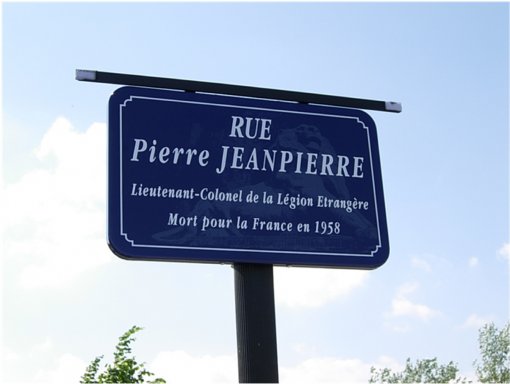 RUE
Pierre JEANPIERRE
Lieutenant-Colonel de la Légion Etrangère
Mort pour la France en 1958